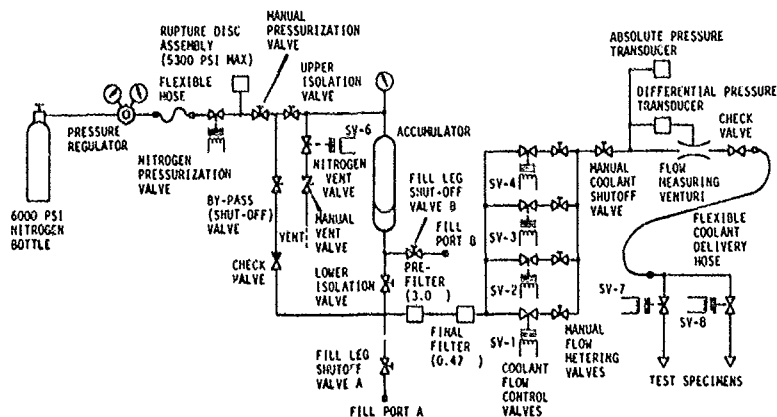 RUPTURE DISC
ASSEMBLY
(5300 PSI MAX)
MANUAL
PRESSURIZATION
VALVE
FLEXIBLE
HOSE
UPPER
ISOLATION
VALVE
ABSOLUTE PRESSURE
TRANSDUCER
DIFFERENTIAL PRESSURE
TRANSDUCER
CHECK
VALVE
PRESSURE
REGULATOR
SV-6
ACCUMULATOR
NITROGEN
PRESSURIZATION
VALVE
NITROGEN
VENT
VALVE
FILL LEG
SHUT-OFF
VALVE B
SV-4
MANUAL
COOLANT
SHUTOFF
VALVE
FLOW
MEASURING
VENTURI
6000 PSI
NITROGEN
BOTTLE
BY-PASS
(SHUT-OFF)
VALVE
MANUAL
VENT
VALVE
VENT
FILL
PORT B
SV-3
FLEXIBLE
COOLANT
DELIVERY
HOSE
CHECK
VALVE
LOWER
ISOLATION
VALVE
PRE-
FILTER
(3.0 )
SV-2
SV-7
SV-8
FINAL
FILTER
SV-1
FILL LEG
SHUTOFF
VALVE A
COOLANT
FLOW
CONTROL
VALVES
MANUAL FLOW
METERING VALVES
TEST SPECIMENS
FILL PORT A